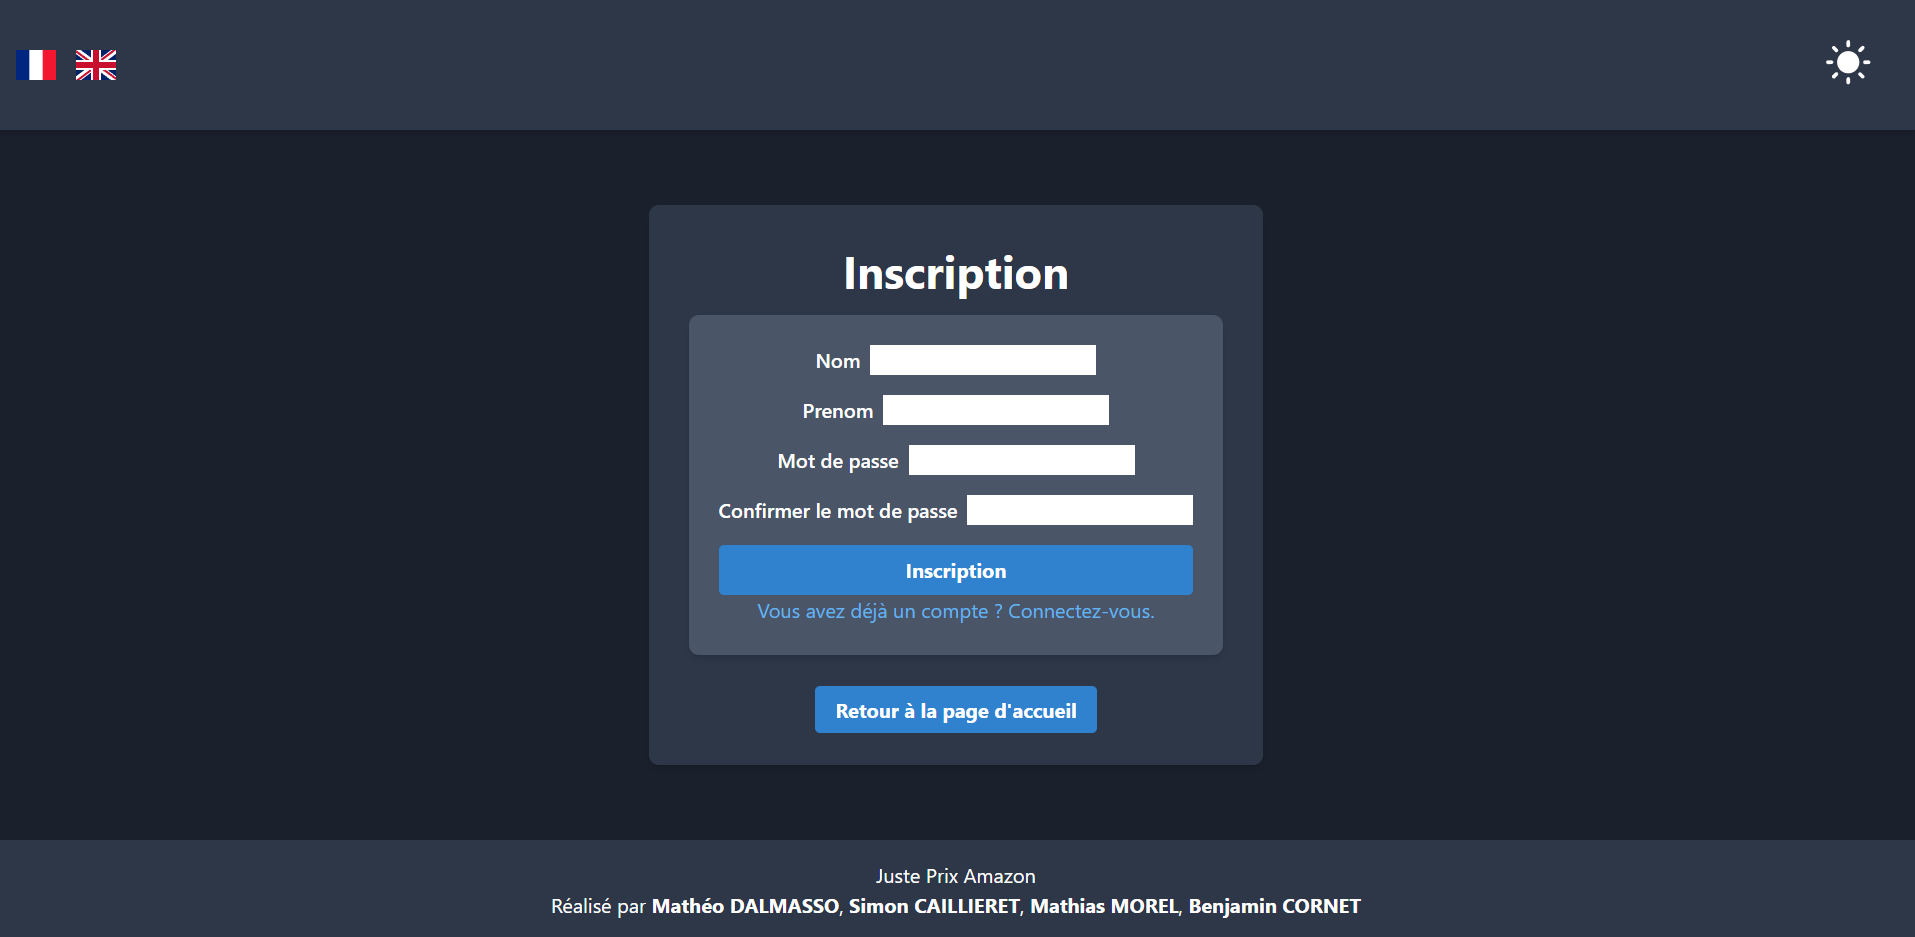 Inscription
Nom
Prenom
Mot de passe
Confirmer le mot de passe
Inscription
Vous avez déjà un compte ? Connectez-vous.
Retour à la page d'accueil
Juste Prix Amazon
Réalisé par Mathéo DALMASSO, Simon CAILLIERET, Mathias MOREL, Benjamin CORNET